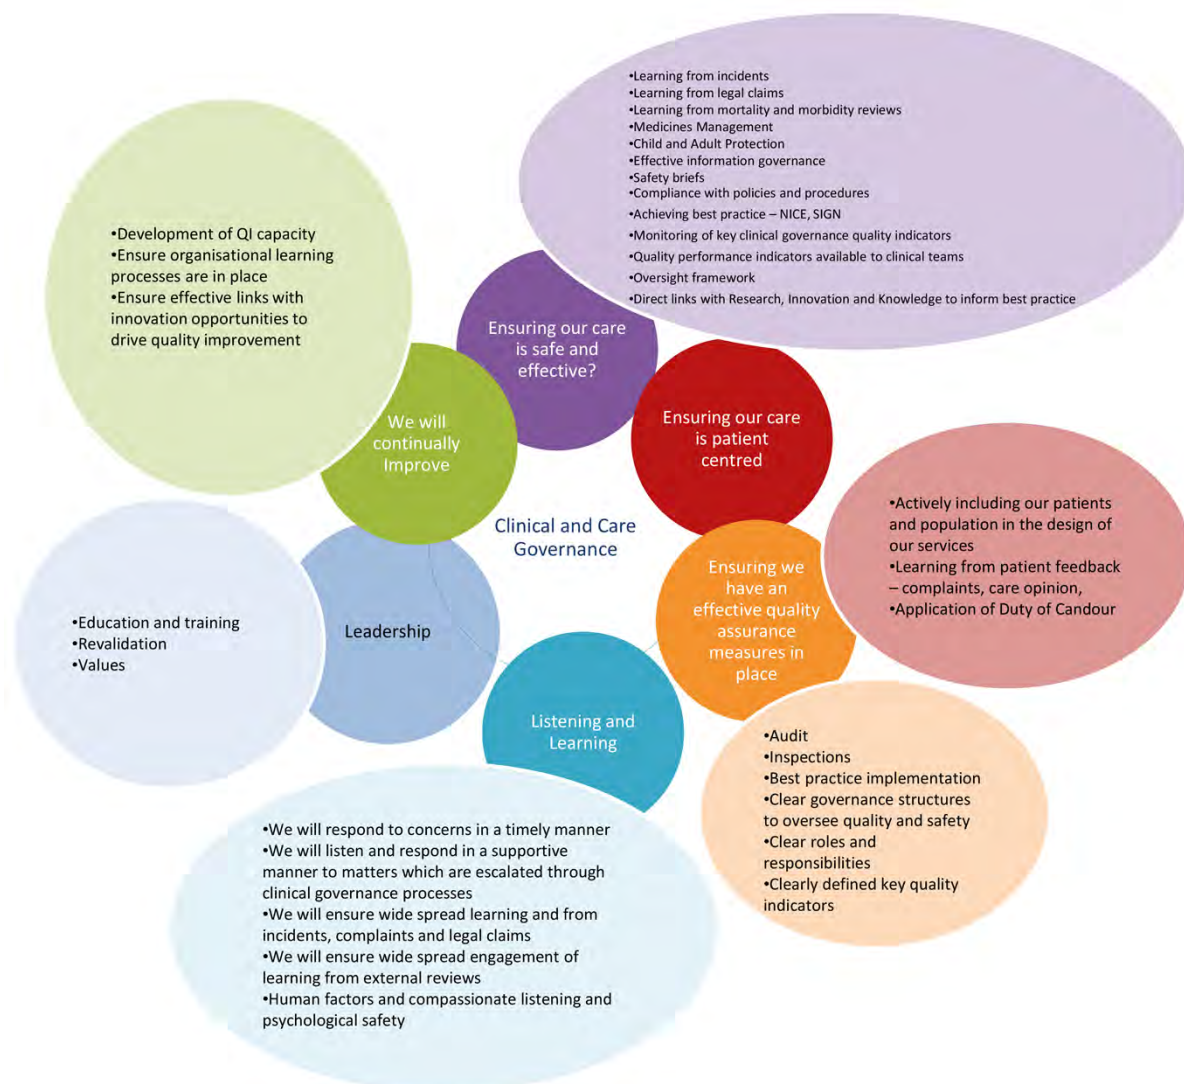 •Learning from incidents
•Learning from legal claims
•Learning from mortality and morbidity reviews
•Medicines Management
•Child and Adult Protection
•Effective information governance
•Safety briefs
•Compliance with policies and procedures
•Achieving best practice – NICE, SIGN
•Monitoring of key clinical governance quality indicators
•Quality performance indicators available to clinical teams
•Oversight framework
•Direct links with Research, Innovation and Knowledge to inform best practice
•Development of QI capacity
•Ensure organisational learning
processes are in place
•Ensure effective links with
innovation opportunities to
drive quality improvement
Ensuring our care
is safe and
effective?
We will
continually
Improve
Ensuring our care
is patient
centred
Clinical and Care
Governance
•Actively including our patients
and population in the design of
our services
•Learning from patient feedback
– complaints, care opinion,
•Application of Duty of Candour
Ensuring we
have an
effective quality
assurance
measures in
place
•Education and training
•Revalidation
•Values
Leadership
Listening and
Learning
•Audit
•Inspections
•Best practice implementation
•Clear governance structures
to oversee quality and safety
•Clear roles and
responsibilities
•Clearly defined key quality
indicators
•We will respond to concerns in a timely manner
•We will listen and respond in a supportive
manner to matters which are escalated through
clinical governance processes
•We will ensure wide spread learning and from
incidents, complaints and legal claims
•We will ensure wide spread engagement of
learning from external reviews
•Human factors and compassionate listening and
psychological safety